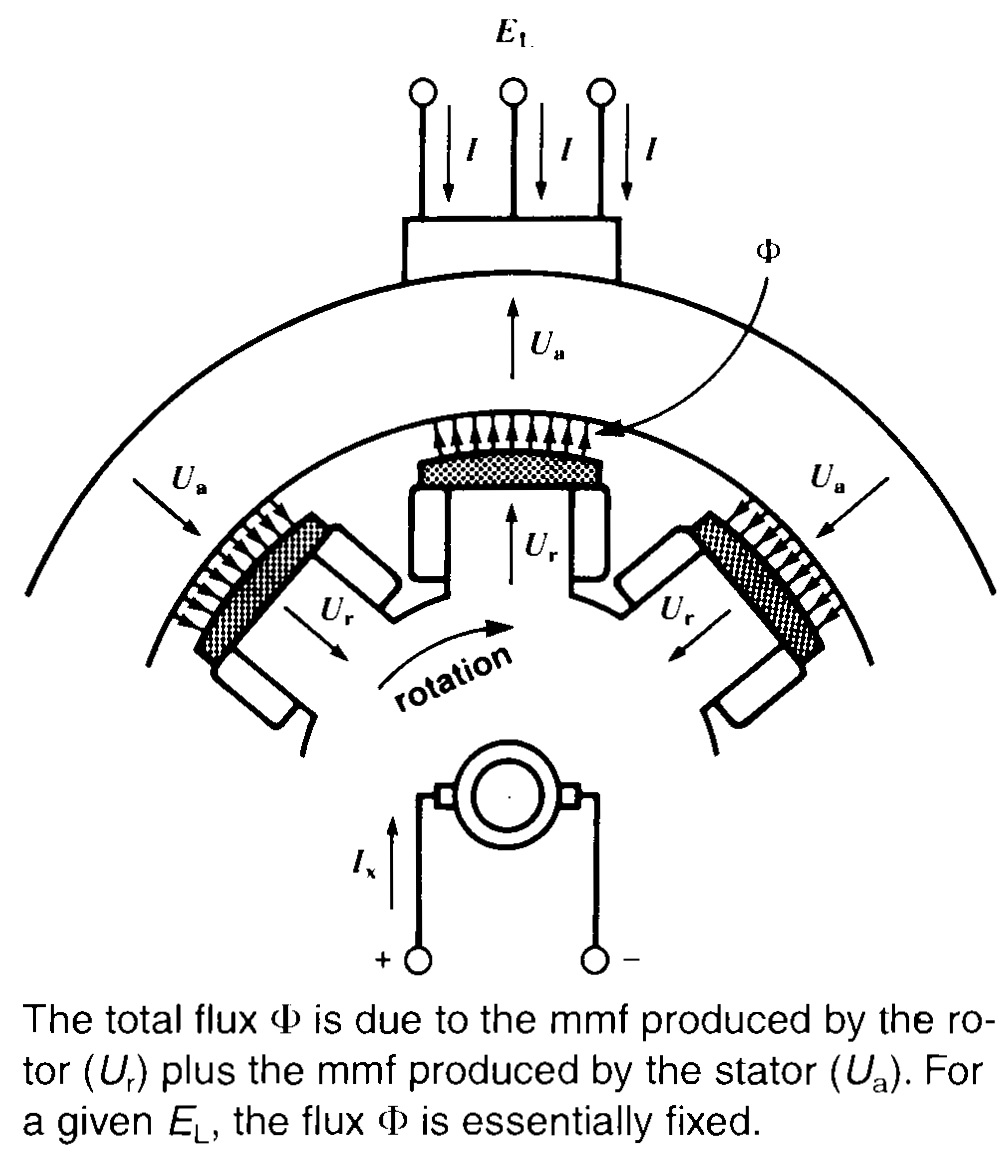 E_L
I I I
Φ
U_a
U_a U_a
U_r
U_r U_r
rotation
I_x
+ −
The total flux Φ is due to the mmf produced by the ro-
tor (U_r) plus the mmf produced by the stator (U_a). For
a given E_L, the flux Φ is essentially fixed.